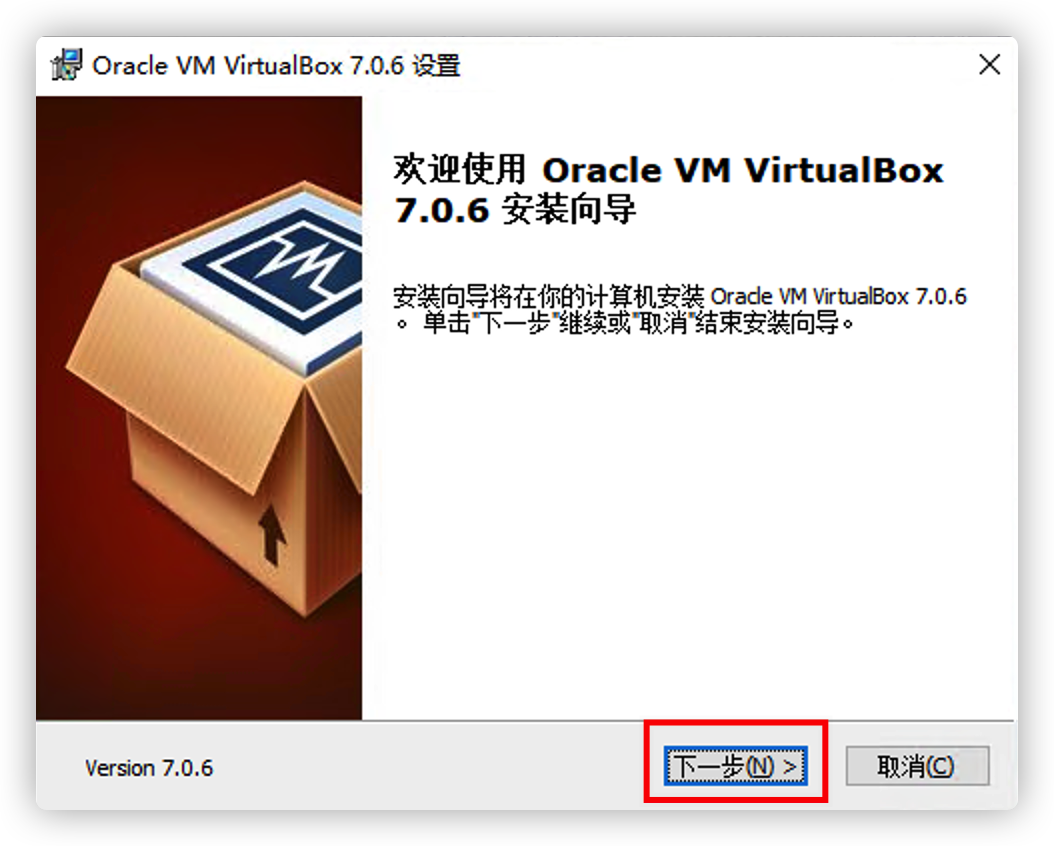 Oracle VM VirtualBox 7.0.6 设置
欢迎使用 Oracle VM VirtualBox
7.0.6 安装向导
安装向导将在你的计算机安装 Oracle VM VirtualBox 7.0.6
。 单击"下一步"继续或"取消"结束安装向导。
Version 7.0.6
下一步(N) >
取消(C)